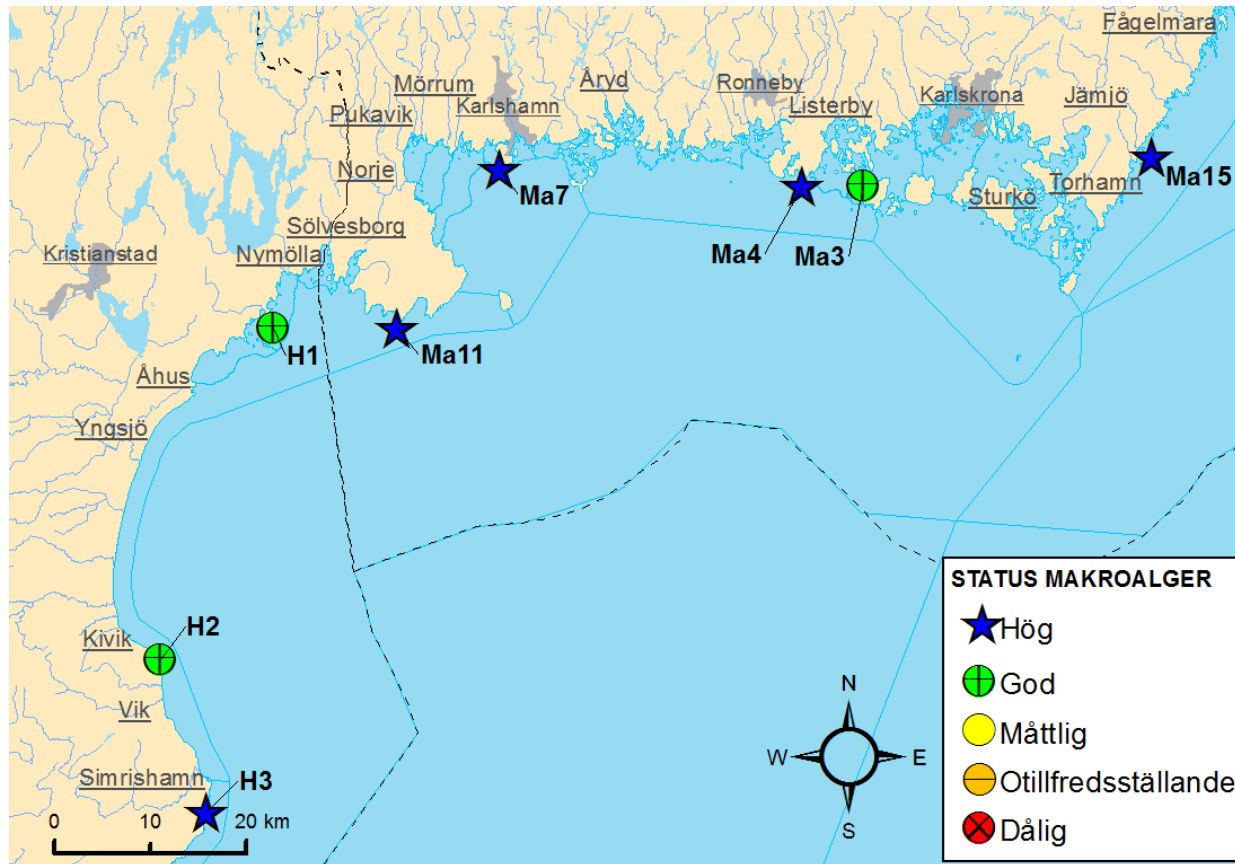 Fågelmara
Mörrum
Åryd
Ronneby
Karlshamn
Listerby
Karlskrona
Jämjö
Pukavik
Norje
Ma7
Ma15
Torhamn
Sturkö
Sölvesborg
Ma4
Ma3
Kristianstad
Nymölla
H1
Ma11
Åhus
Yngsjö
H2
Kivik
Vik
Simrishamn
H3
0 10 20 km
N
W
E
S
STATUS MAKROALGER
Hög
God
Måttlig
Otillfredsställande
Dålig